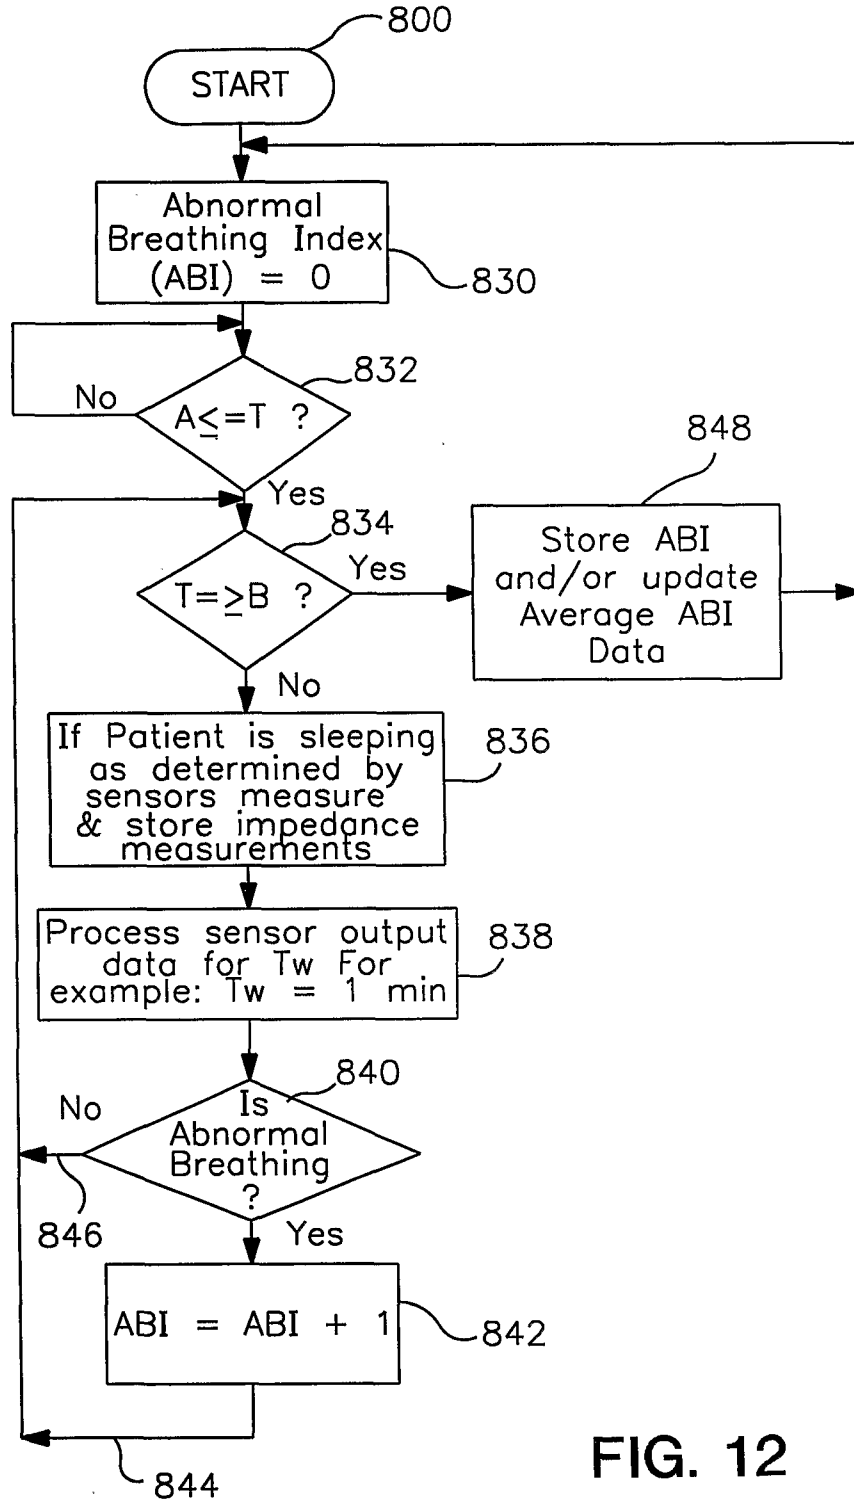 800
START
Abnormal
Breathing Index
(ABI) = 0
830
832
No
A≤=T ?
Yes
848
834
Yes
T=≥B ?
Store ABI
and/or update
Average ABI
Data
No
If Patient is sleeping
as determined by
sensors measure
& store impedance
measurements
836
Process sensor output
data for Tw For
example: Tw = 1 min
838
840
No
Is
Abnormal
Breathing
?
846
Yes
ABI = ABI + 1
842
844
FIG. 12